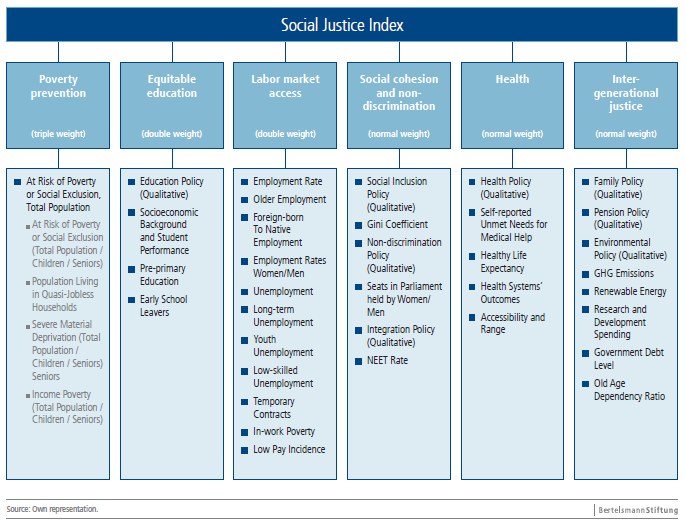 Social Justice Index
Poverty
prevention
(triple weight)
Equitable
education
(double weight)
Labor market
access
(double weight)
Social cohesion
and non-
discrimination
(normal weight)
Health
(normal weight)
Inter-
generational
justice
(normal weight)
At Risk of Poverty
or Social Exclusion,
Total Population
At Risk of Poverty
or Social Exclusion
(Total Population /
Children / Seniors)
Population Living
in Quasi-Jobless
Households
Severe Material
Deprivation (Total
Population /
Children / Seniors)
Seniors
Income Poverty
(Total Population /
Children / Seniors)
Education Policy
(Qualitative)
Socioeconomic
Background
and Student
Performance
Pre-primary
Education
Early School
Leavers
Employment Rate
Older Employment
Foreign-born
To Native
Employment
Employment Rates
Women/Men
Unemployment
Long-term
Unemployment
Youth
Unemployment
Low-skilled
Unemployment
Temporary
Contracts
In-work Poverty
Low Pay Incidence
Social Inclusion
Policy
(Qualitative)
Gini Coefficient
Non-discrimination
Policy
(Qualitative)
Seats in Parliament
held by Women/
Men
Integration Policy
(Qualitative)
NEET Rate
Health Policy
(Qualitative)
Self-reported
Unmet Needs for
Medical Help
Healthy Life
Expectancy
Health Systems'
Outcomes
Accessibility and
Range
Family Policy
(Qualitative)
Pension Policy
(Qualitative)
Environmental
Policy (Qualitative)
GHG Emissions
Renewable Energy
Research and
Development
Spending
Government Debt
Level
Old Age
Dependency Ratio
Source: Own representation.
BertelsmannStiftung